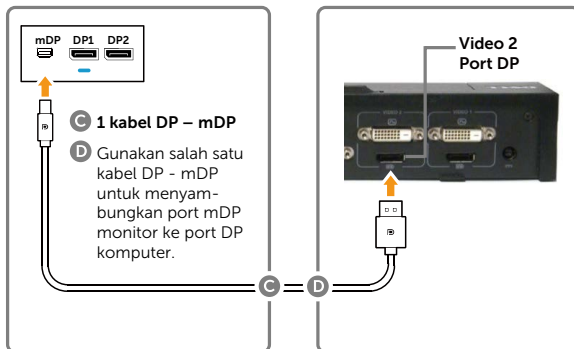 mDP DP1 DP2
C 1 kabel DP – mDP
D Gunakan salah satu
kabel DP - mDP
untuk menyam-
bungkan port mDP
monitor ke port DP
komputer.
C D
Video 2
Port DP